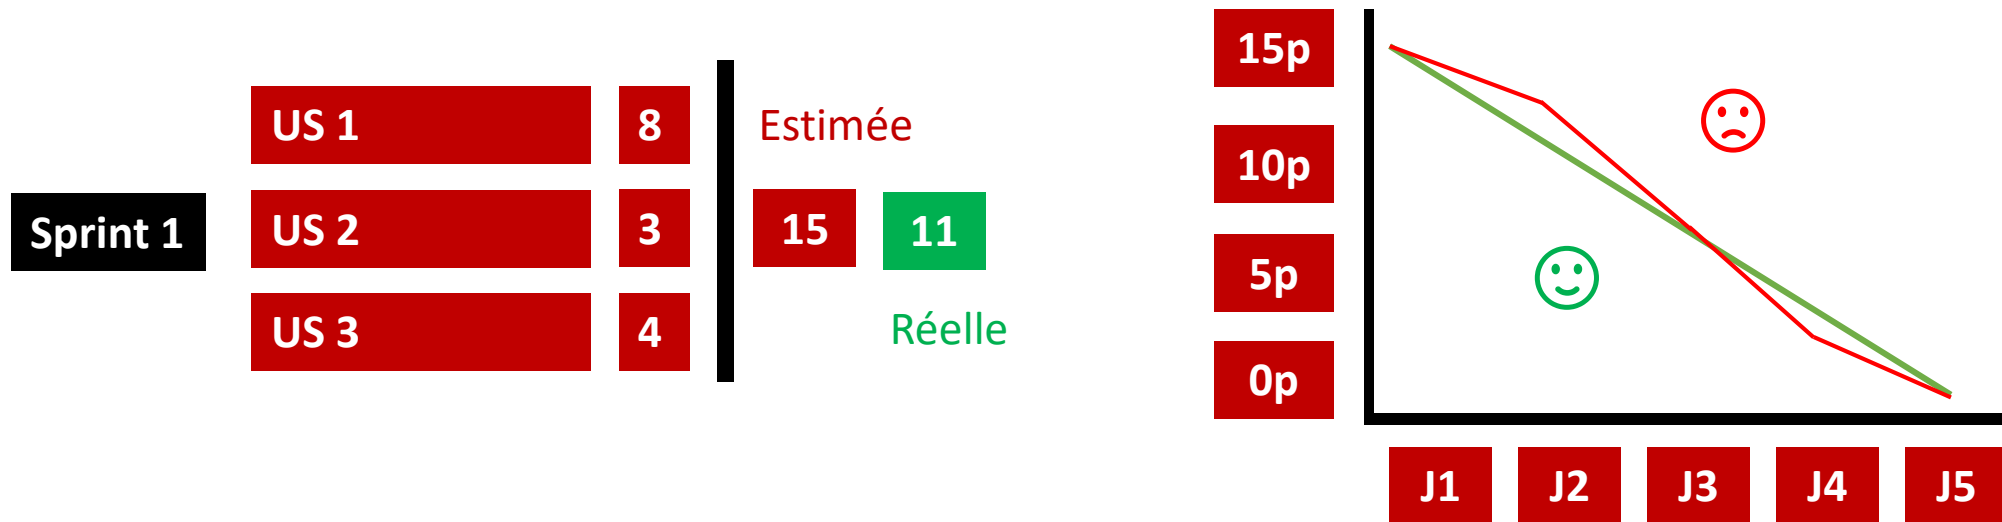 Sprint 1
US 1
8
US 2
3
US 3
4
Estimée
15
11
Réelle
15p
10p
5p
0p
J1
J2
J3
J4
J5